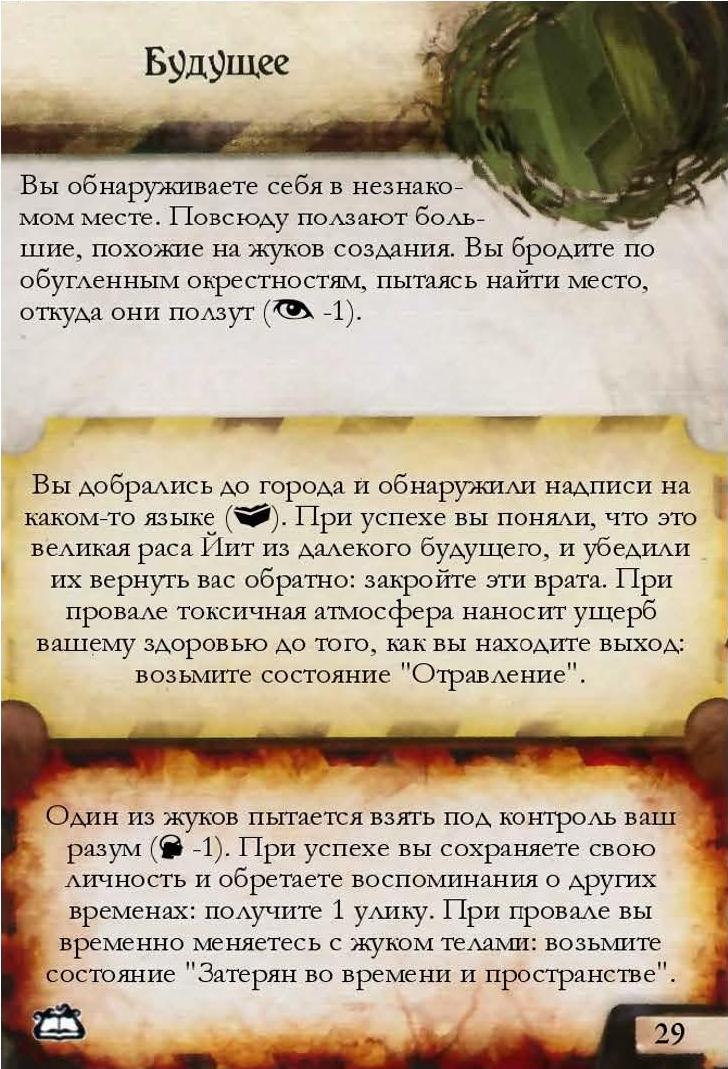 Будущее
Вы обнаруживаете себя в незнако-
мом месте. Повсюду ползают боль-
шие, похожие на жуков создания. Вы бродите по
обугленным окрестностям, пытаясь найти место,
откуда они ползут ( -1).
Вы добрались до города и обнаружили надписи на
каком-то языке ( ). При успехе вы поняли, что это
великая раса Йит из далекого будущего, и убедили
их вернуть вас обратно: закройте эти врата. При
провале токсичная атмосфера наносит ущерб
вашему здоровью до того, как вы находите выход:
возьмите состояние "Отравление".
Один из жуков пытается взять под контроль ваш
разум ( -1). При успехе вы сохраняете свою
личность и обретаете воспоминания о других
временах: получите 1 улику. При провале вы
временно меняетесь с жуком телами: возьмите
состояние "Затерян во времени и пространстве".
29